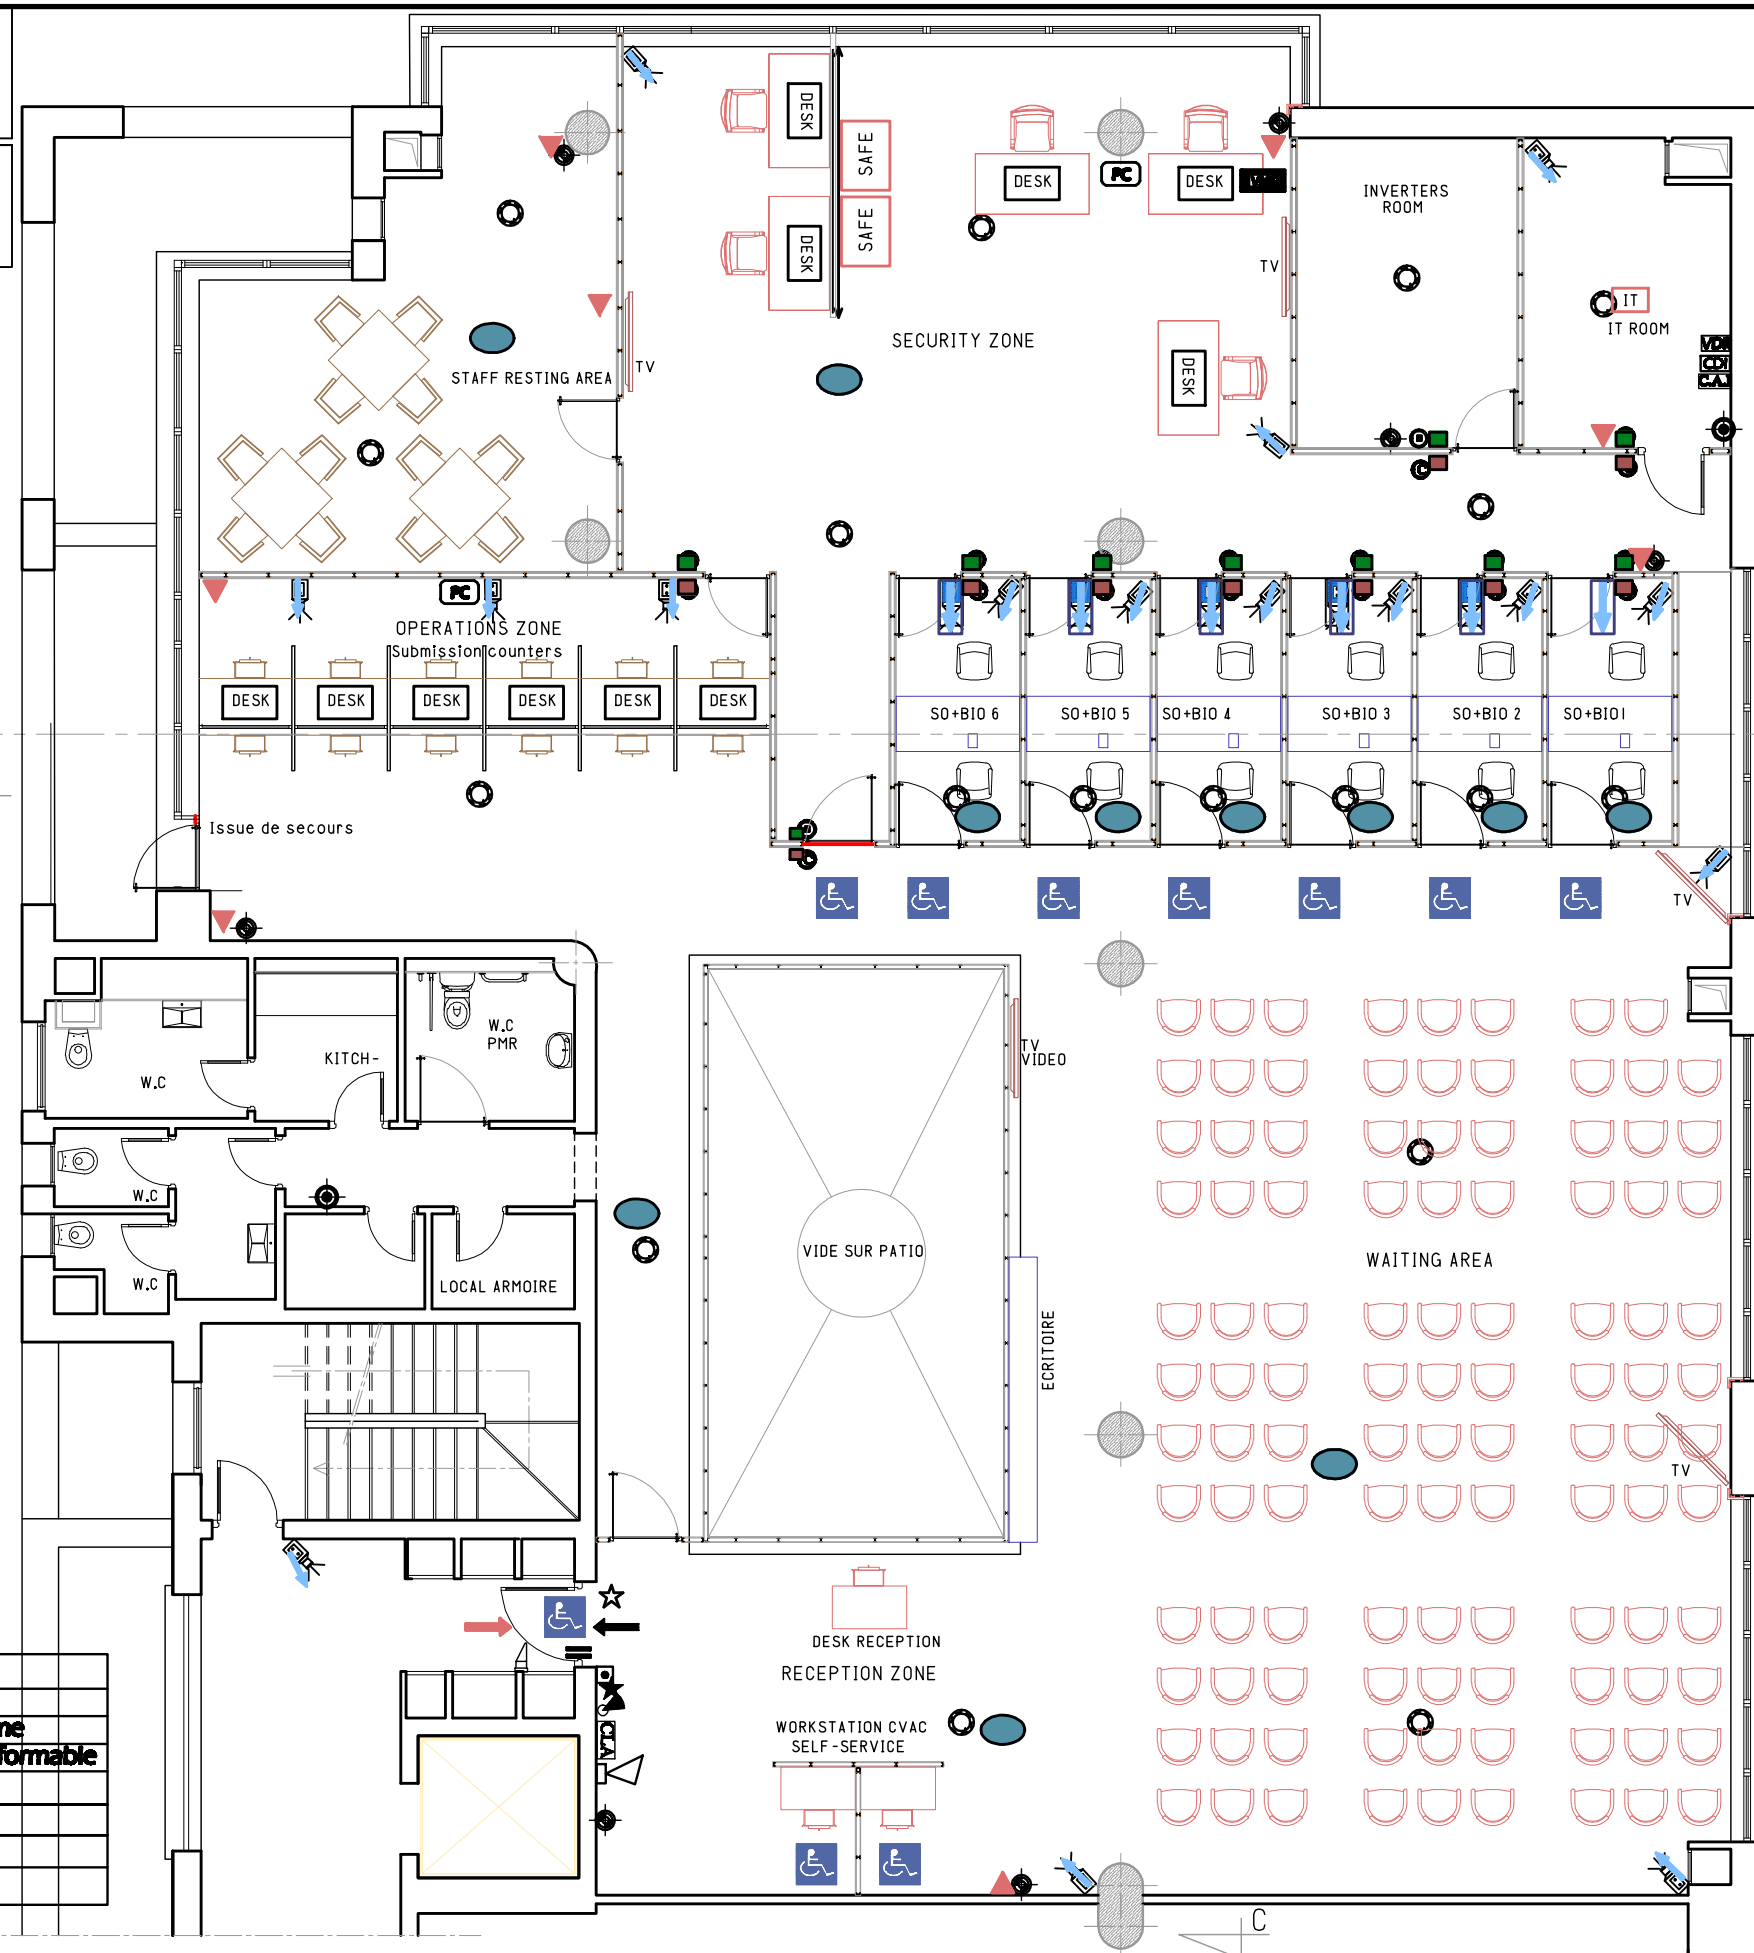 DESK
DESK
SAFE
SAFE
DESK
PC
DESK
INVERTERS
ROOM
TV
IT
IT ROOM
SECURITY ZONE
DESK
TV
STAFF RESTING AREA
PC
OPERATIONS ZONE
Submission counters
DESK
DESK
DESK
DESK
DESK
DESK
SO+BIO 6
SO+BIO 5
SO+BIO 4
SO+BIO 3
SO+BIO 2
SO+BIO1
Issue de secours
TV
W.C
PMR
KITCH-
W.C
TV
VIDEO
W.C
W.C
LOCAL ARMOIRE
VIDE SUR PATIO
WAITING AREA
ECRITOIRE
TV
DESK RECEPTION
RECEPTION ZONE
WORKSTATION CVAC
SELF-SERVICE
CLA
formable
C